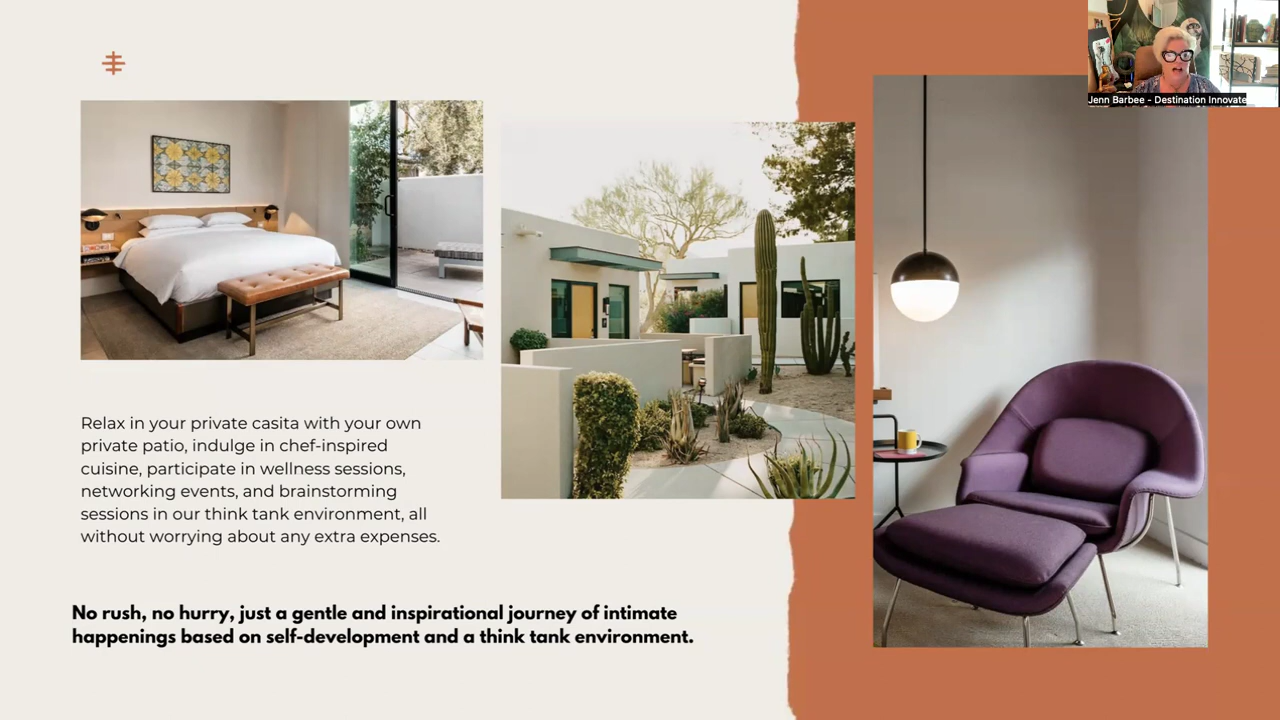 Jenn Barbee - Destination Innovate
Relax in your private casita with your own
private patio, indulge in chef-inspired
cuisine, participate in wellness sessions,
networking events, and brainstorming
sessions in our think tank environment, all
without worrying about any extra expenses.
No rush, no hurry, just a gentle and inspirational journey of intimate
happenings based on self-development and a think tank environment.